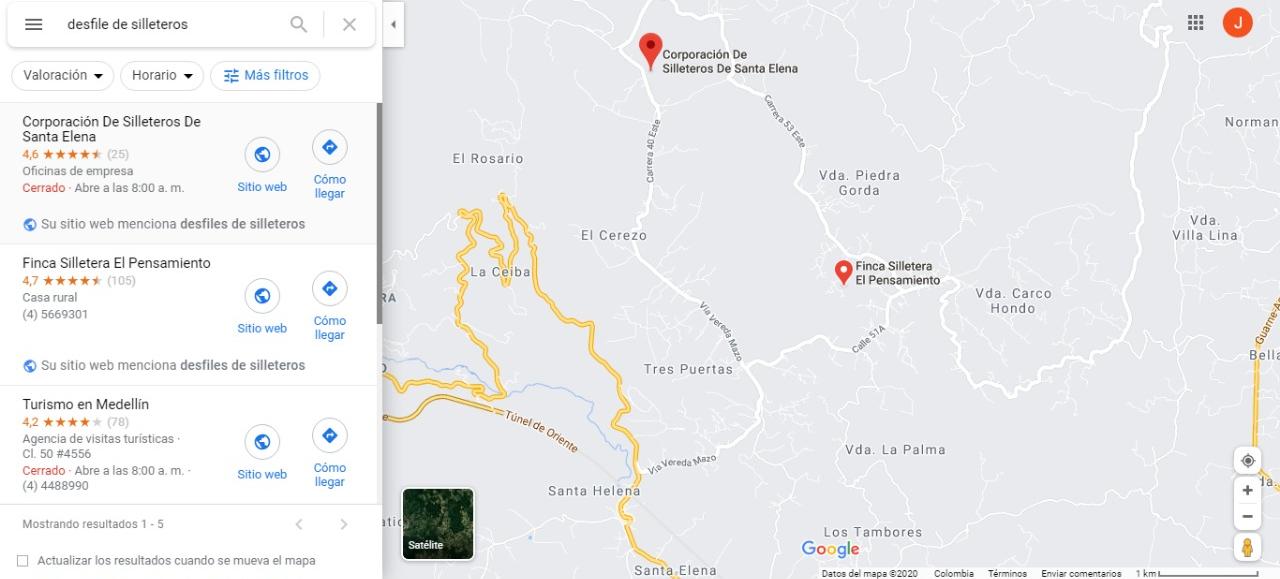 desfile de silleteros
Valoración
Horario
Más filtros
Corporación De Silleteros De
Santa Elena
4,6
(25)
Oficinas de empresa
Cerrado · Abre a las 8:00 a. m.
Sitio web
Cómo
llegar
Su sitio web menciona desfiles de silleteros
Finca Silletera El Pensamiento
4,7
(105)
Casa rural
(4) 5669301
Sitio web
Cómo
llegar
Su sitio web menciona desfiles de silleteros
Turismo en Medellín
4,2
(78)
Agencia de visitas turísticas ·
Cl. 50 #4556
Cerrado · Abre a las 8:00 a. m. ·
(4) 4488990
Sitio web
Cómo
llegar
Mostrando resultados 1 - 5
Actualizar los resultados cuando se mueva el mapa
J
Corporación De
Silleteros De Santa Elena
Carrera 53 Este
Carrera 40 Este
Norman
El Rosario
Vda. Piedra
Gorda
Vda.
Villa Lina
El Cerezo
La Ceiba
Finca Silletera
El Pensamiento
RA
Vda. Carco
Hondo
Guarne-A
Via Vereda Mazo
Calle 51A
Bella
Tres Puertas
Túnel de Oriente
Vda. La Palma
Via Vereda Mazo
Santa Helena
Satélite
Los Tambores
Google
Santa Elena
Datos del mapa ©2020
Colombia
Términos
Enviar comentarios
1 km